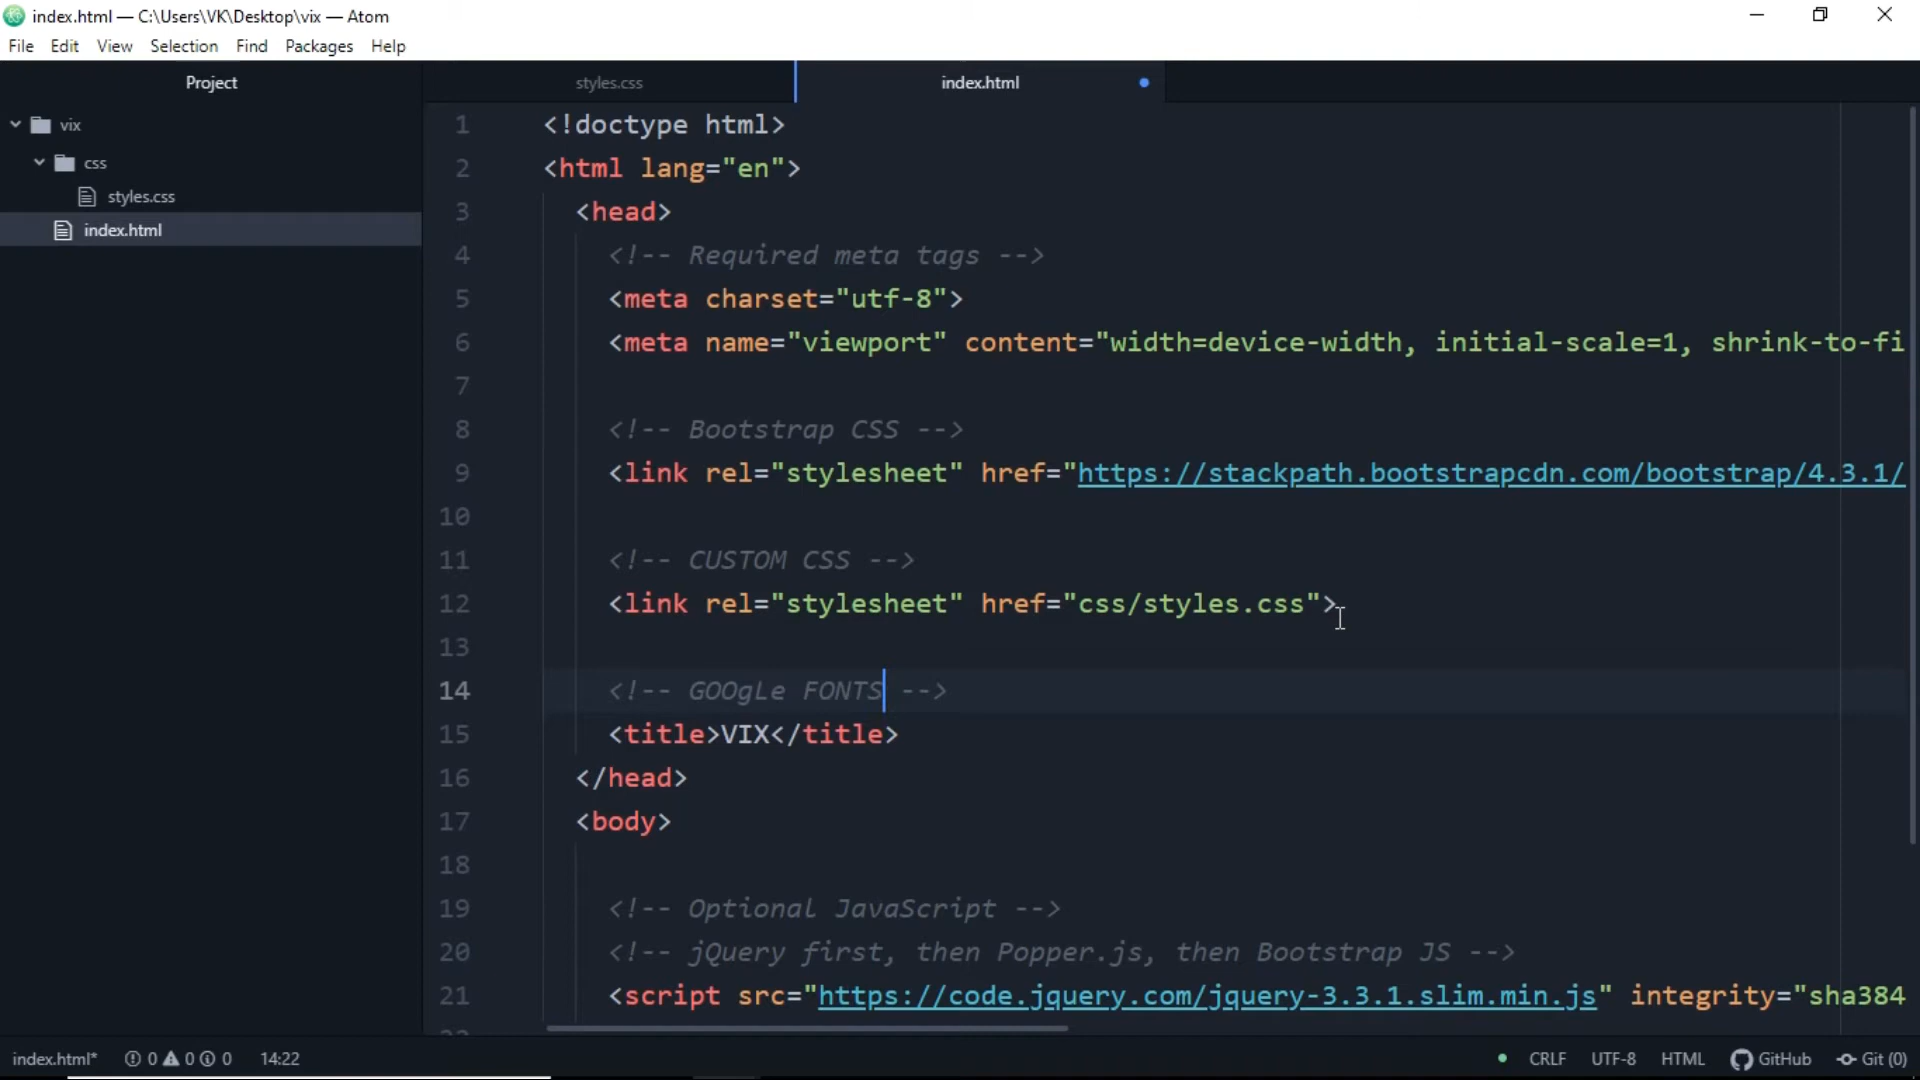 index.html — C:\Users\VK\Desktop\vix — Atom
File Edit View Selection Find Packages Help
Project
vix
css
styles.css
index.html
styles.css
index.html
1 <!doctype html>
2 <html lang="en">
3 <head>
4 <!-- Required meta tags -->
5 <meta charset="utf-8">
6 <meta name="viewport" content="width=device-width, initial-scale=1, shrink-to-fi
7
8 <!-- Bootstrap CSS -->
9 <link rel="stylesheet" href="https://stackpath.bootstrapcdn.com/bootstrap/4.3.1/
10
11 <!-- CUSTOM CSS -->
12 <link rel="stylesheet" href="css/styles.css">
13
14 <!-- GOOgLe FONTS -->
15 <title>VIX</title>
16 </head>
17 <body>
18
19 <!-- Optional JavaScript -->
20 <!-- jQuery first, then Popper.js, then Bootstrap JS -->
21 <script src="https://code.jquery.com/jquery-3.3.1.slim.min.js" integrity="sha384
index.html* 0 0 0 14:22 CRLF UTF-8 HTML GitHub Git (0)